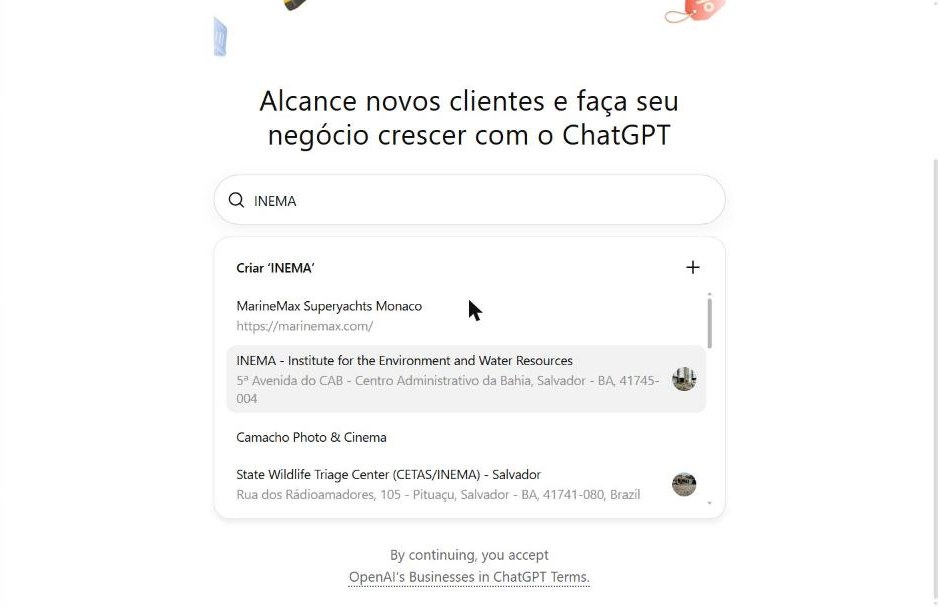 Alcance novos clientes e faça seu
negócio crescer com o ChatGPT
INEMA
Criar ‘INEMA’
MarineMax Superyachts Monaco
https://marinemax.com/
INEMA - Institute for the Environment and Water Resources
5ª Avenida do CAB - Centro Administrativo da Bahia, Salvador - BA, 41745-
004
Camacho Photo & Cinema
State Wildlife Triage Center (CETAS/INEMA) - Salvador
Rua dos Rádioamadores, 105 - Pituaçu, Salvador - BA, 41741-080, Brazil
By continuing, you accept
OpenAI's Businesses in ChatGPT Terms.